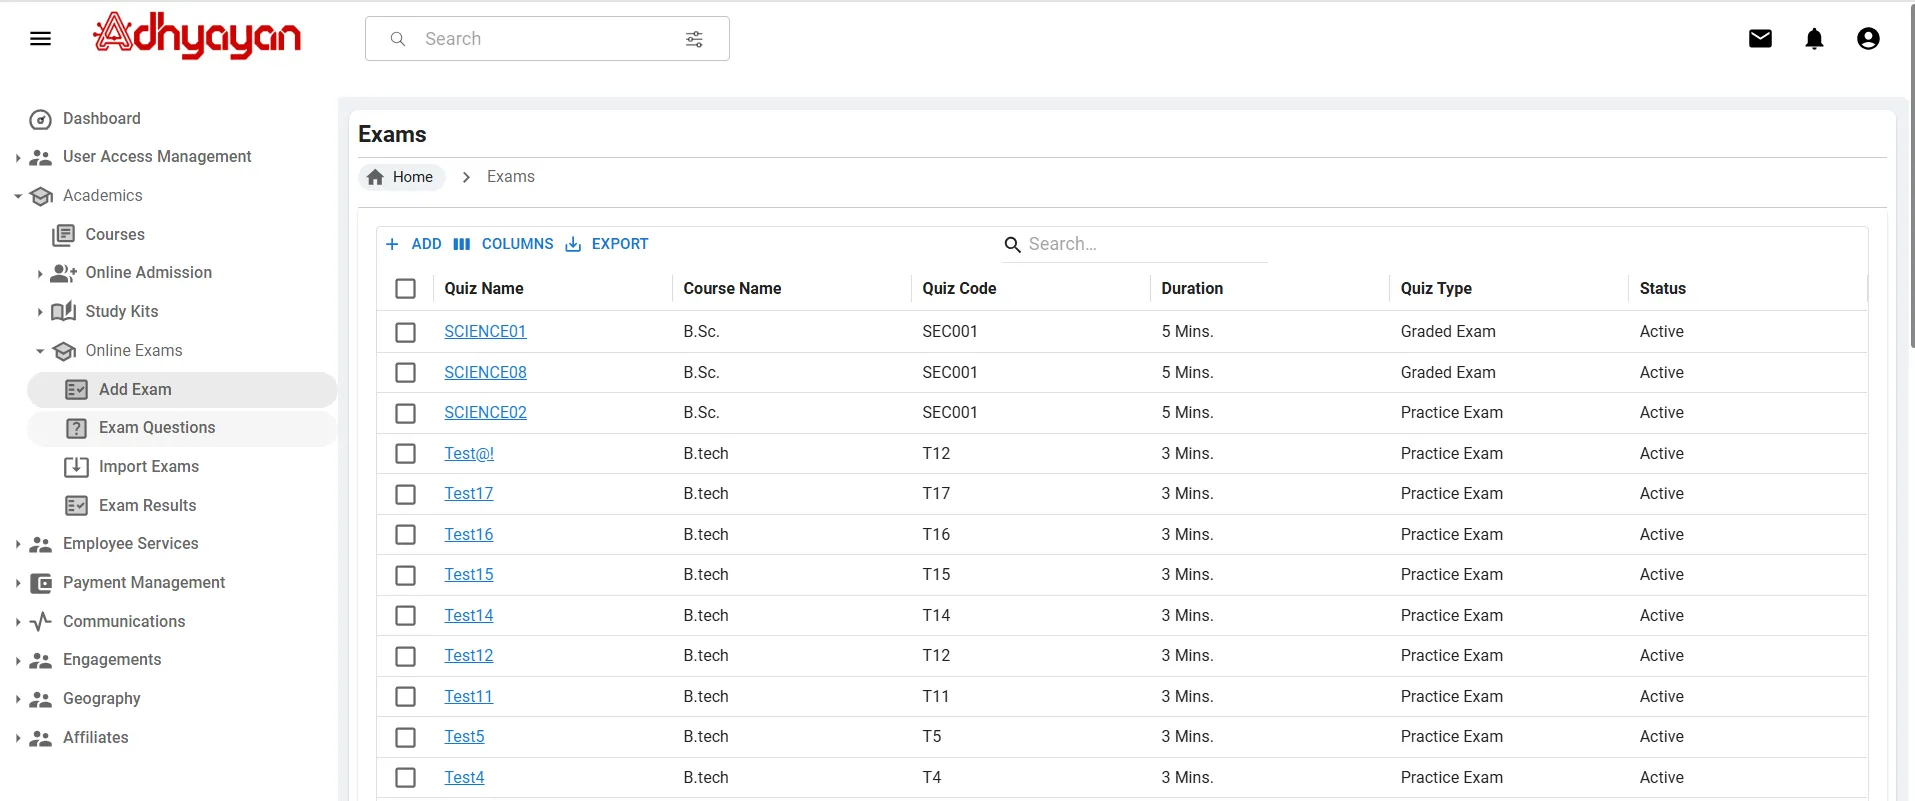 Adhyayan
Search
Dashboard
User Access Management
Academics
Courses
Online Admission
Study Kits
Online Exams
Add Exam
Exam Questions
Import Exams
Exam Results
Employee Services
Payment Management
Communications
Engagements
Geography
Affiliates
Exams
Home > Exams
+ ADD COLUMNS EXPORT Search...
Quiz Name Course Name Quiz Code Duration Quiz Type Status
SCIENCE01 B.Sc. SEC001 5 Mins. Graded Exam Active
SCIENCE08 B.Sc. SEC001 5 Mins. Graded Exam Active
SCIENCE02 B.Sc. SEC001 5 Mins. Practice Exam Active
Test@! B.tech T12 3 Mins. Practice Exam Active
Test17 B.tech T17 3 Mins. Practice Exam Active
Test16 B.tech T16 3 Mins. Practice Exam Active
Test15 B.tech T15 3 Mins. Practice Exam Active
Test14 B.tech T14 3 Mins. Practice Exam Active
Test12 B.tech T12 3 Mins. Practice Exam Active
Test11 B.tech T11 3 Mins. Practice Exam Active
Test5 B.tech T5 3 Mins. Practice Exam Active
Test4 B.tech T4 3 Mins. Practice Exam Active